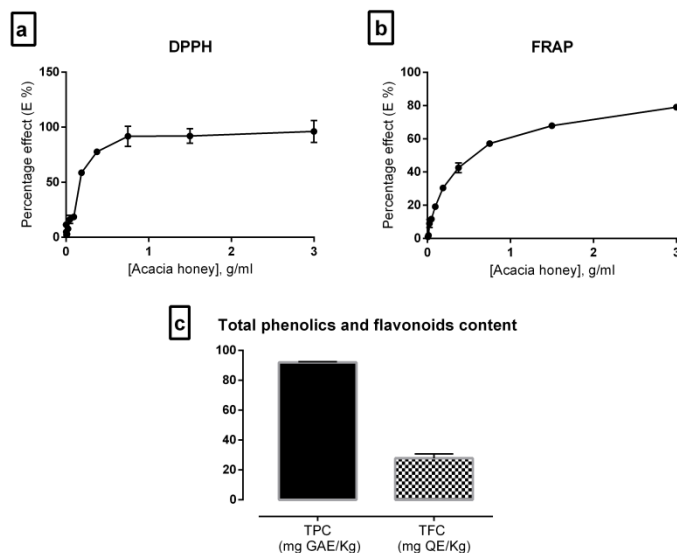 a
DPPH
150
100
50
0
Percentage effect (E %)
0
1
2
3
[Acacia honey], g/ml
b
FRAP
100
80
60
40
20
0
Percentage effect (E %)
0
1
2
3
[Acacia honey], g/ml
c
Total phenolics and flavonoids content
100
80
60
40
20
0
TPC
(mg GAE/Kg)
TFC
(mg QE/Kg)